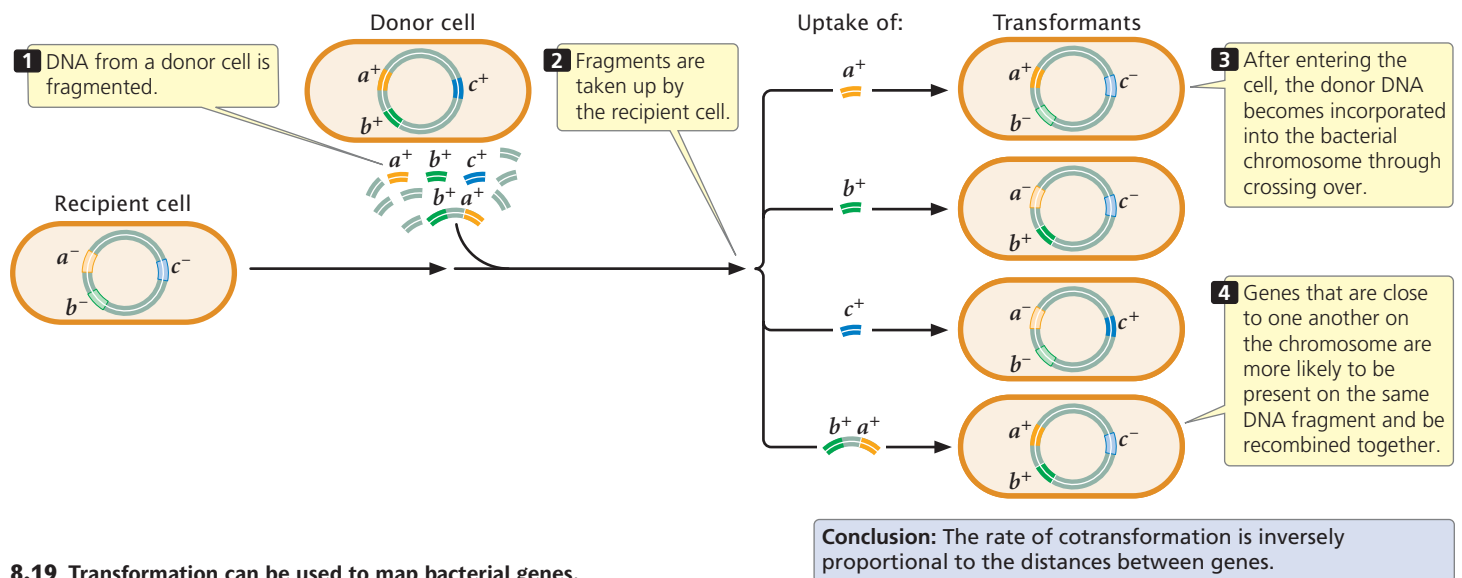 Donor cell
Uptake of:
Transformants
1 DNA from a donor cell is
fragmented.
a⁺
c⁺
b⁺
2 Fragments are
taken up by
the recipient cell.
a⁺
a⁺
c⁻
b⁻
3 After entering the
cell, the donor DNA
becomes incorporated
into the bacterial
chromosome through
crossing over.
a⁺ b⁺ c⁺
b⁺ a⁺
b⁺
a⁻
c⁻
b⁺
Recipient cell
a⁻
c⁻
b⁻
c⁺
a⁻
c⁺
b⁻
4 Genes that are close
to one another on
the chromosome are
more likely to be
present on the same
DNA fragment and be
recombined together.
b⁺ a⁺
a⁺
c⁻
b⁺
Conclusion: The rate of cotransformation is inversely
proportional to the distances between genes.
8.19 Transformation can be used to map bacterial genes.